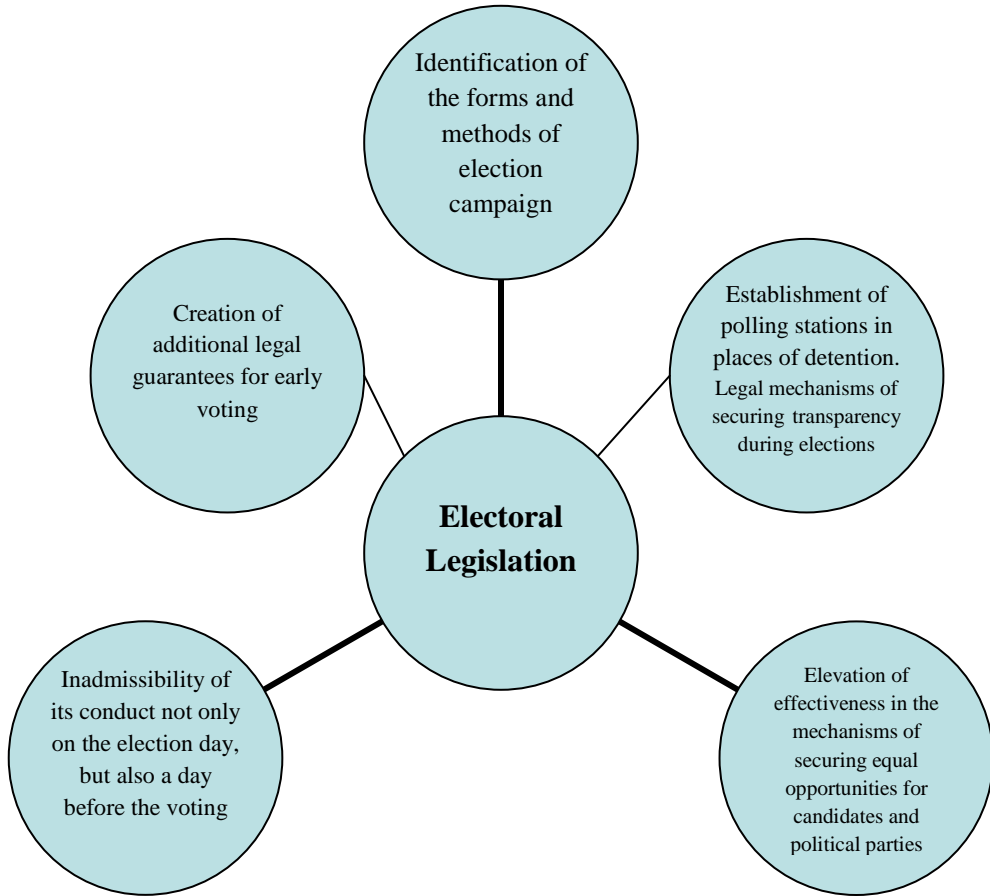 Identification of
the forms and
methods of
election
campaign
Creation of
additional legal
guarantees for early
voting
Establishment of
polling stations in
places of detention.
Legal mechanisms of
securing transparency
during elections
Electoral
Legislation
Inadmissibility of
its conduct not only
on the election day,
but also a day
before the voting
Elevation of
effectiveness in the
mechanisms of
securing equal
opportunities for
candidates and
political parties